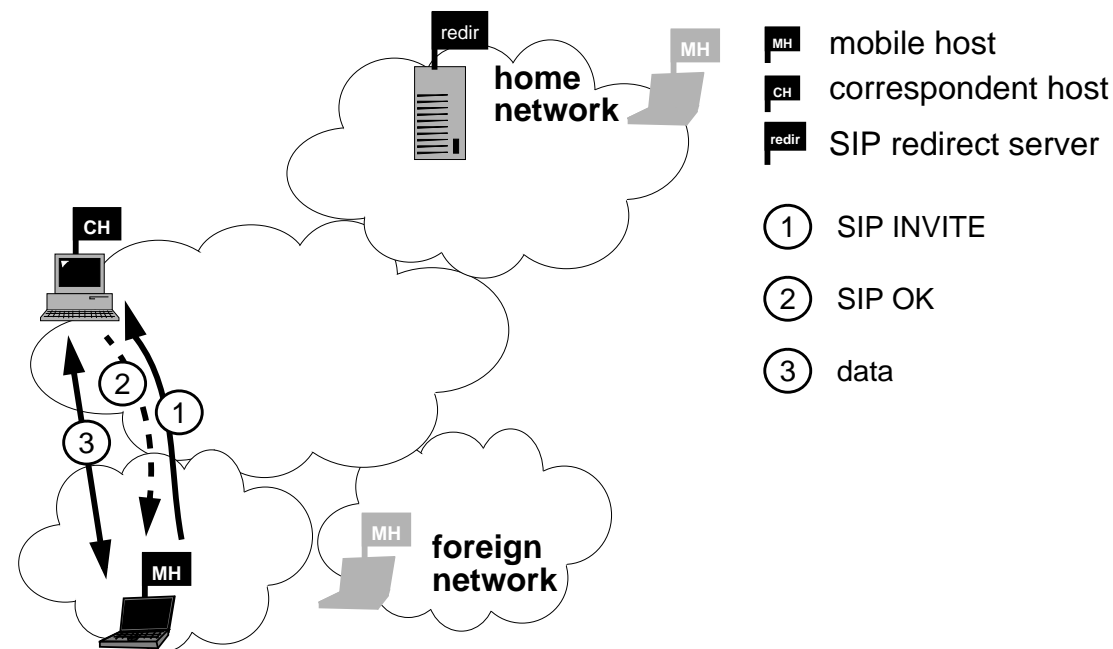 redir
MH
home
network
MH mobile host
CH correspondent host
redir SIP redirect server
1 SIP INVITE
2 SIP OK
3 data
CH
2
1
3
MH
foreign
network
MH